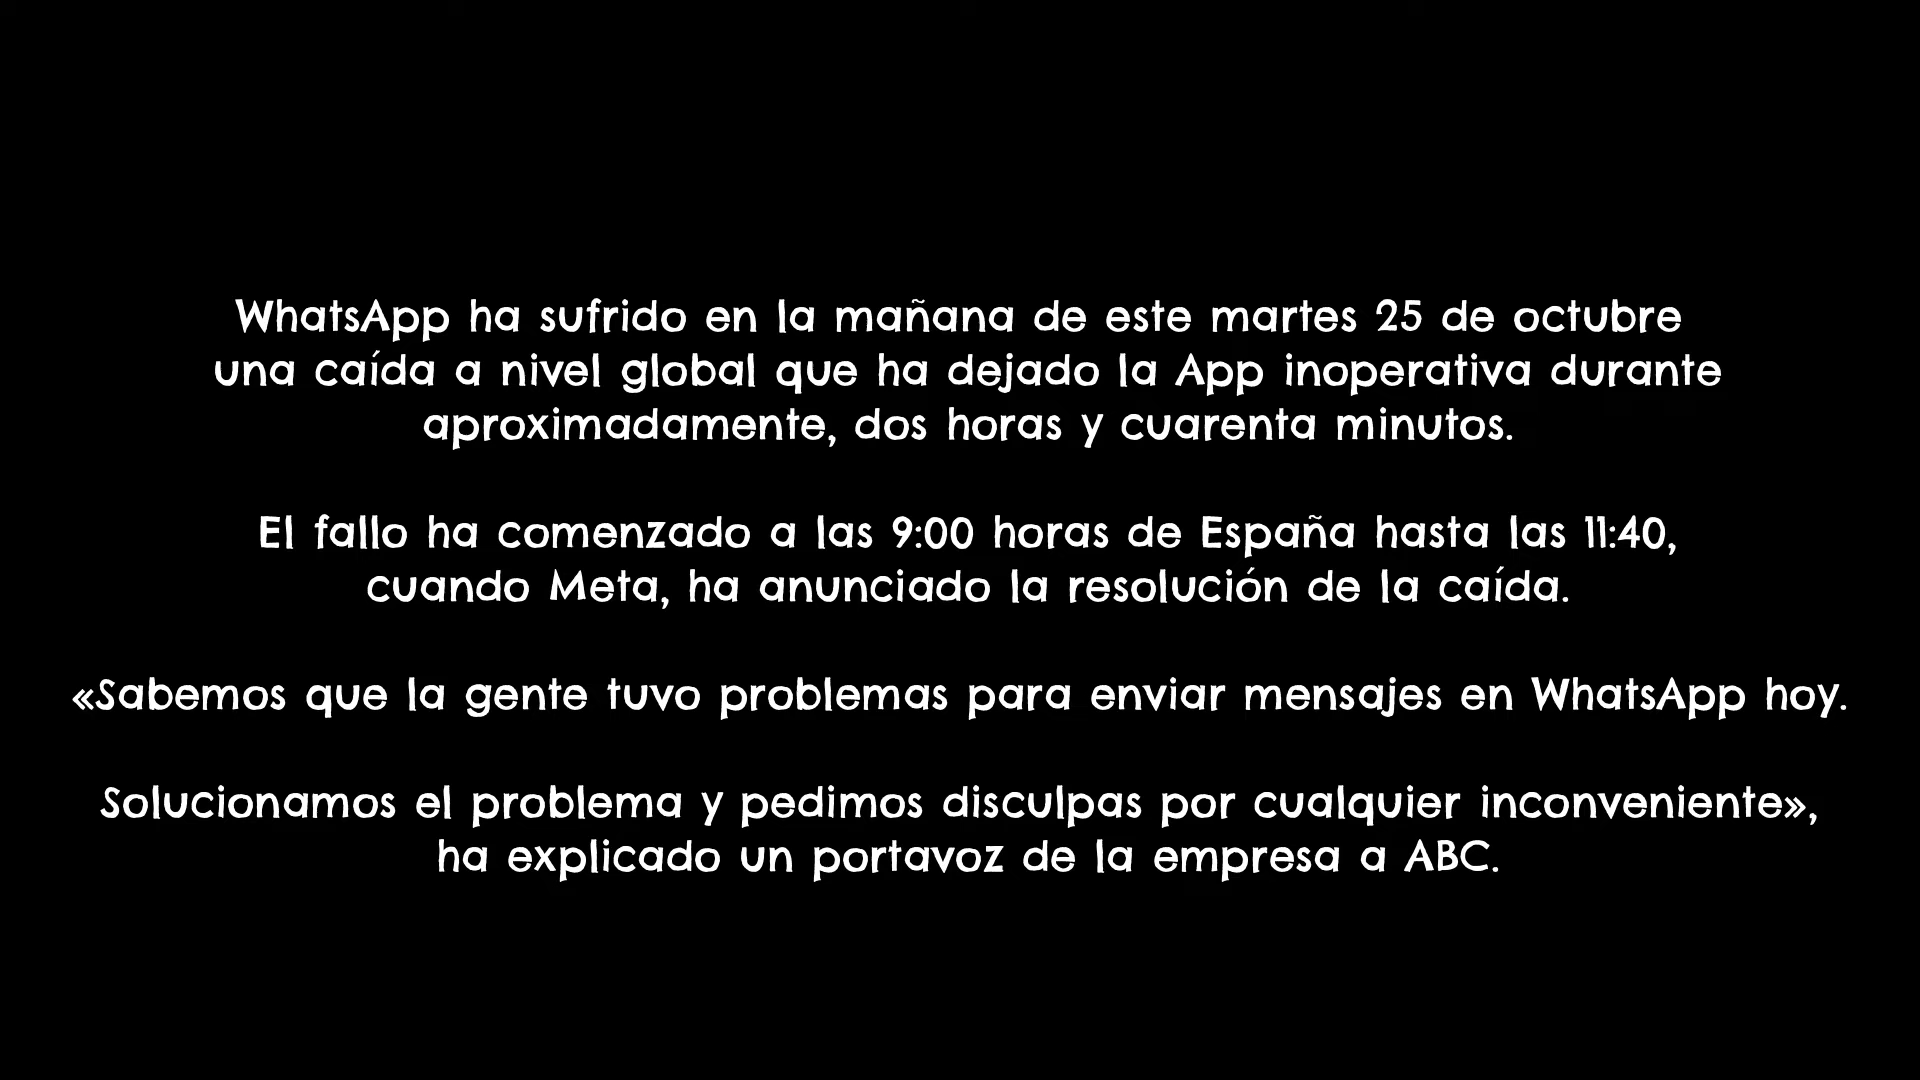 WhatsApp ha sufrido en la mañana de este martes 25 de octubre
una caída a nivel global que ha dejado la App inoperativa durante
aproximadamente, dos horas y cuarenta minutos.
El fallo ha comenzado a las 9:00 horas de España hasta las 11:40,
cuando Meta, ha anunciado la resolución de la caída.
«Sabemos que la gente tuvo problemas para enviar mensajes en WhatsApp hoy.
Solucionamos el problema y pedimos disculpas por cualquier inconveniente»,
ha explicado un portavoz de la empresa a ABC.